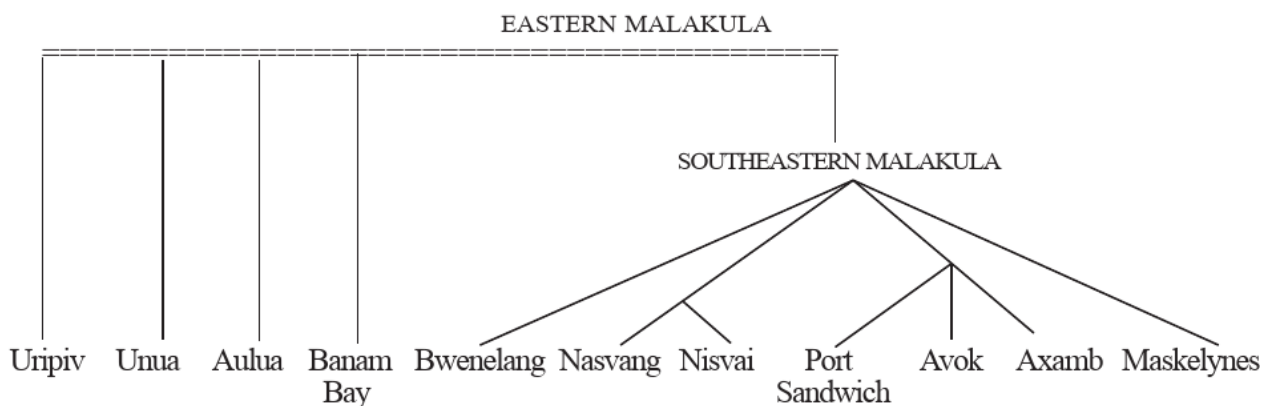 EASTERN MALAKULA
SOUTHEASTERN MALAKULA
Uripiv Unua Aulua Banam Bay Bwenelang Nasvang Nisvai Port Sandwich Avok Axamb Maskelynes